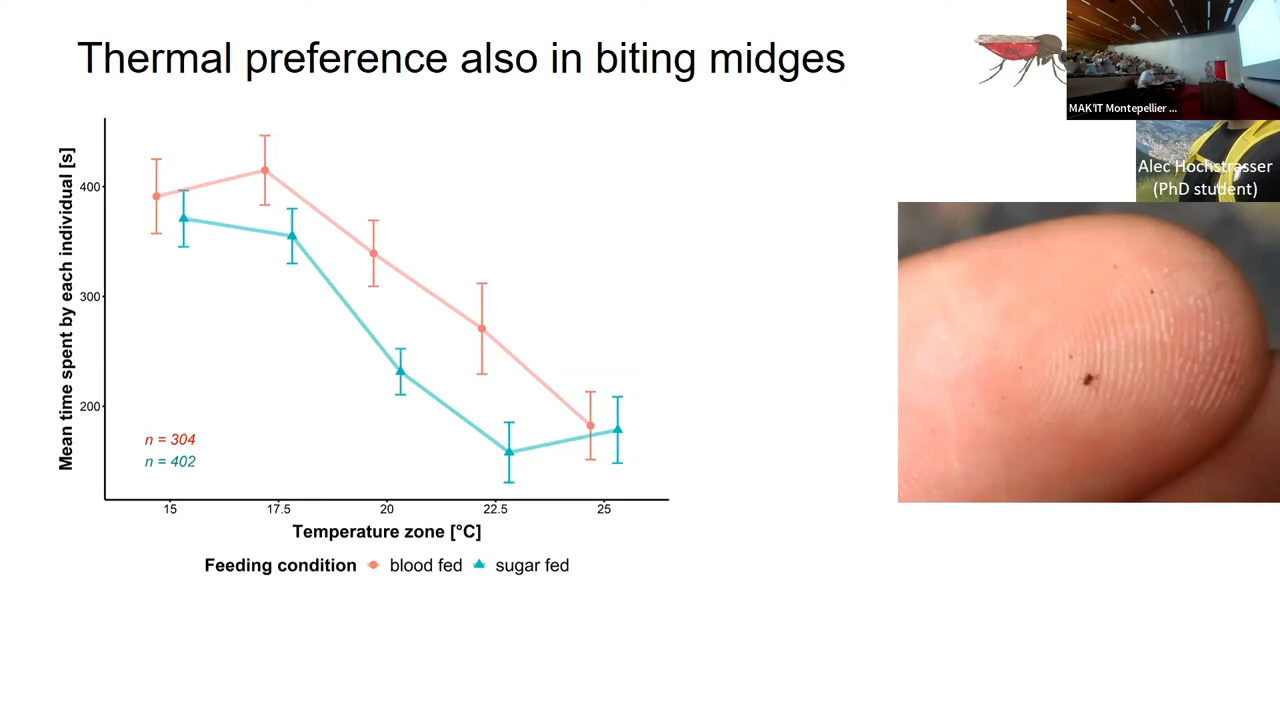 Thermal preference also in biting midges
MAK'IT Montepellier ...
Alec Hochstrasser
(PhD student)
Mean time spent by each individual [s]
400
300
200
n = 304
n = 402
15
17.5
20
22.5
25
Temperature zone [°C]
Feeding condition blood fed sugar fed